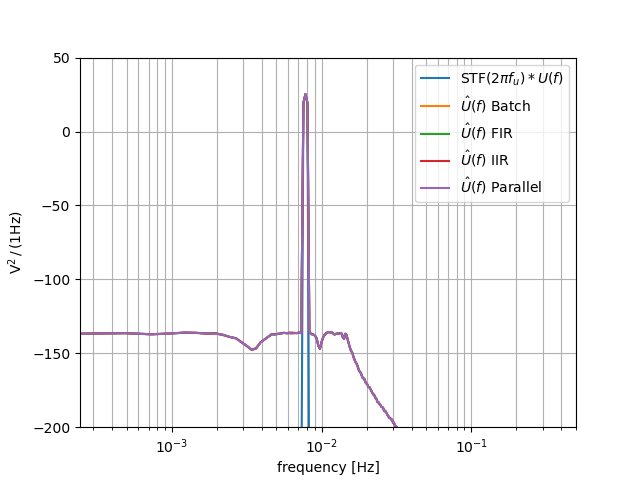 50
0
−50
−100
−150
−200
10⁻³
10⁻²
10⁻¹
V² / (1Hz)
frequency [Hz]
STF(2πfᵤ) * U(f)
Û(f) Batch
Û(f) FIR
Û(f) IIR
Û(f) Parallel